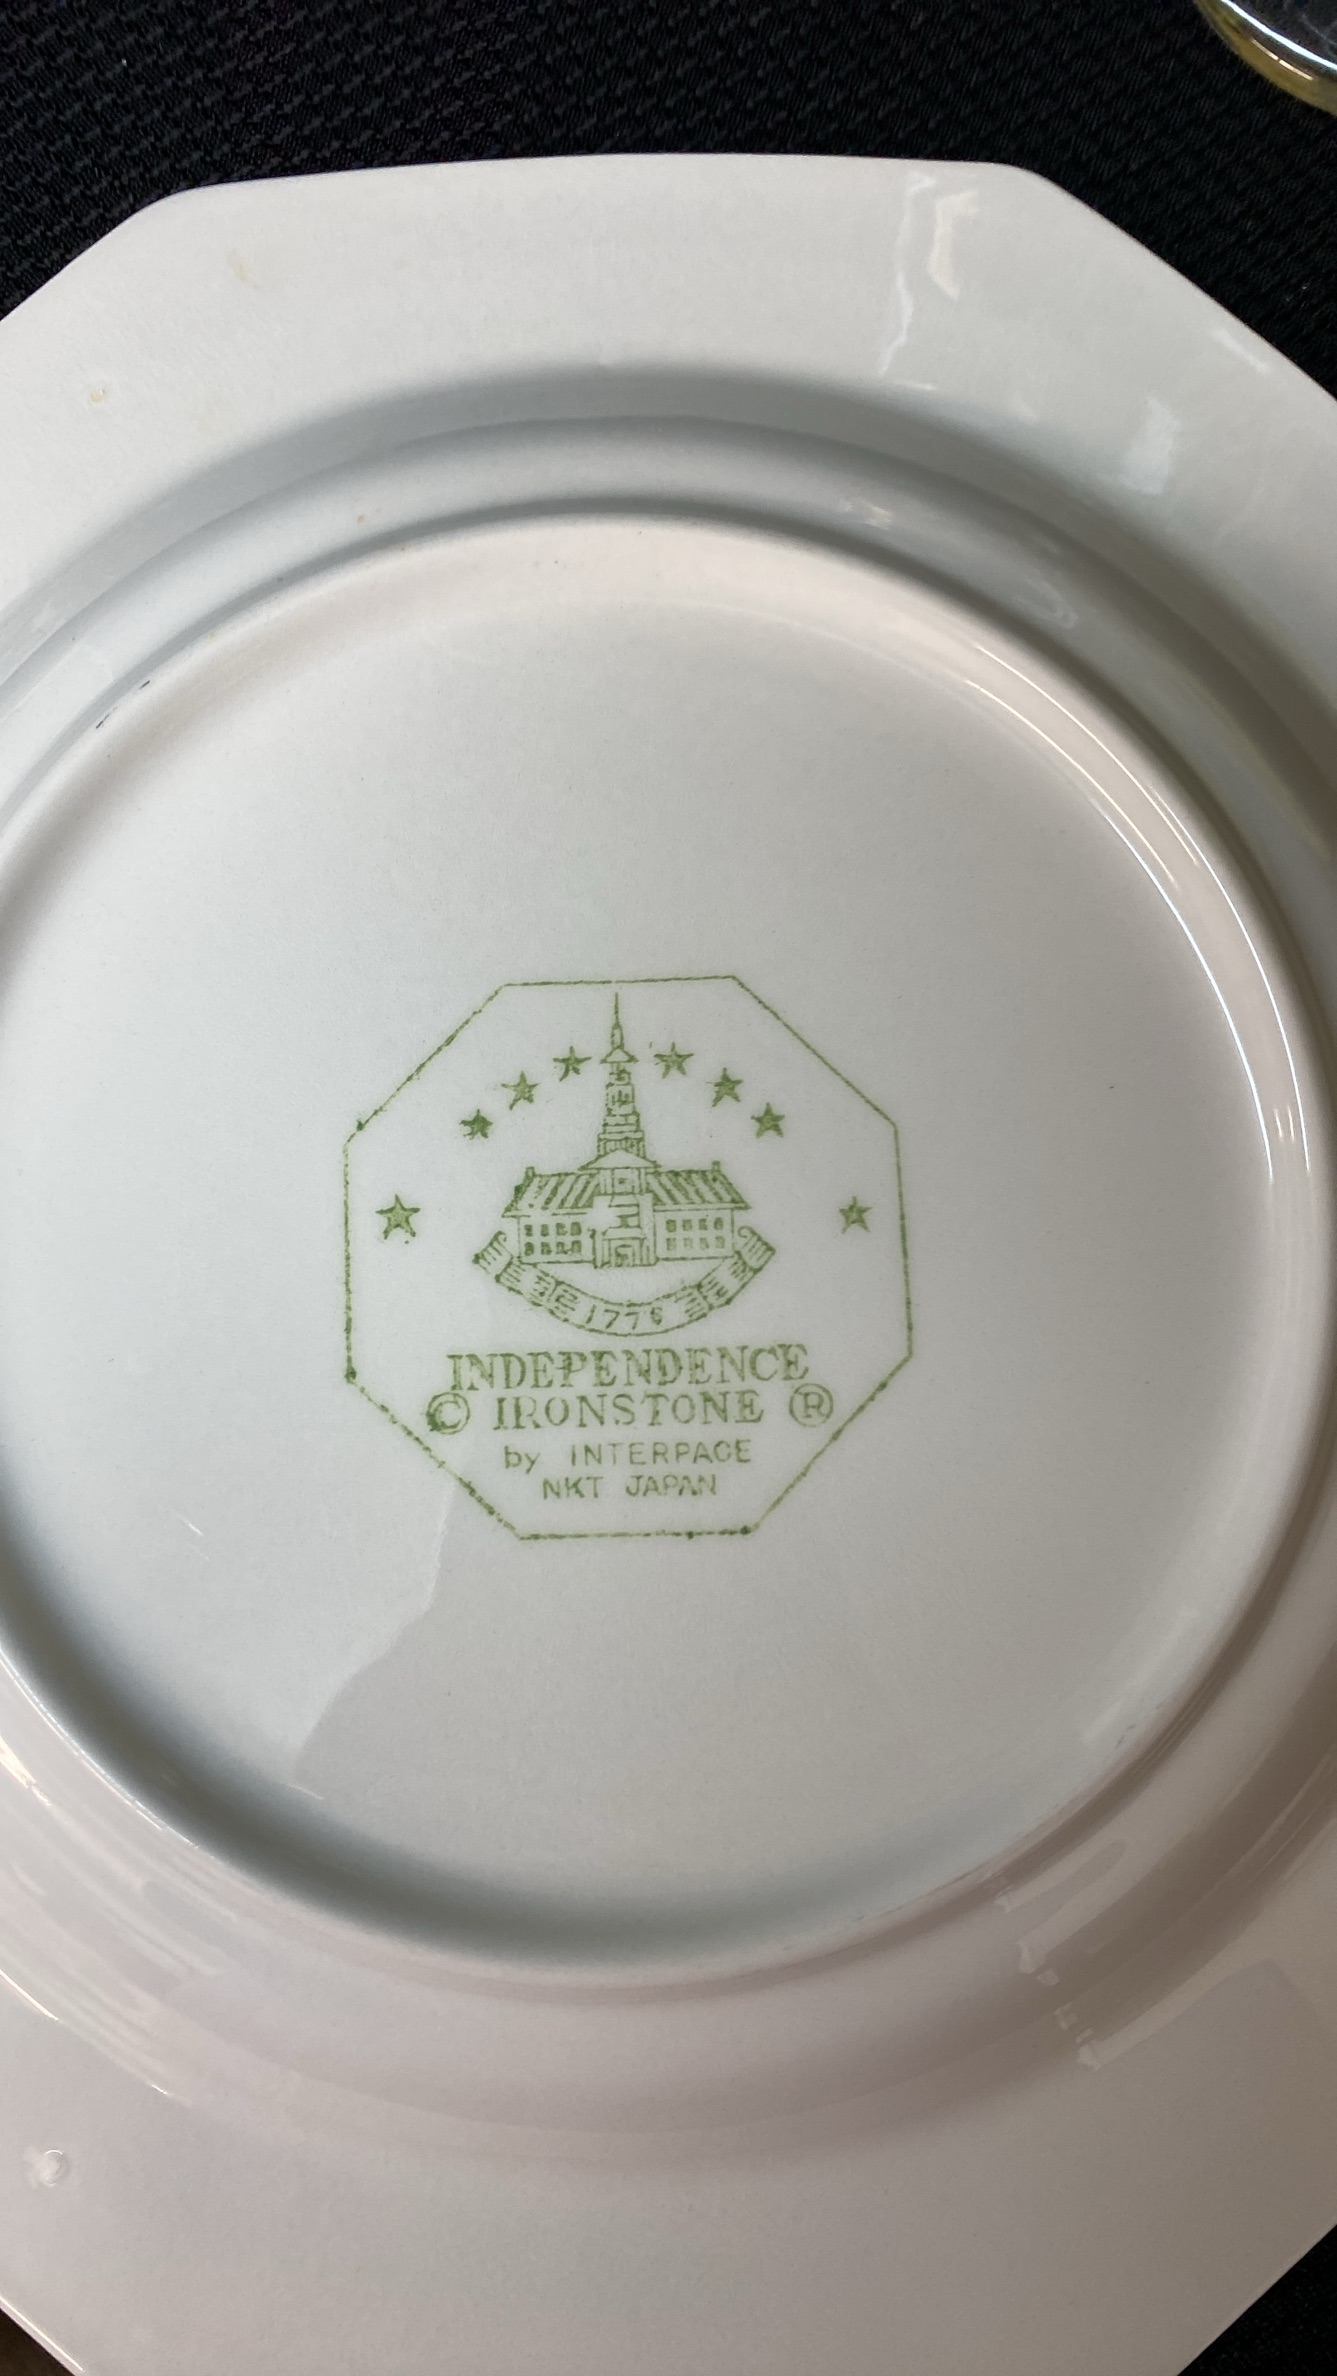 1776
INDEPENDENCE
© IRONSTONE ®
by INTERPACE
NKT JAPAN